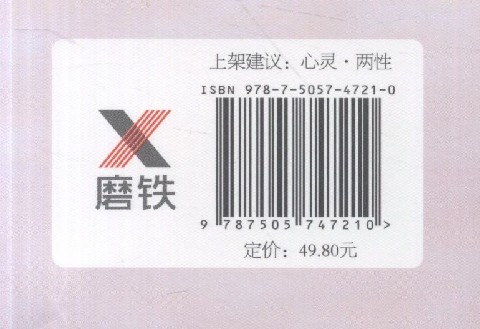 上架建议：心灵·两性
ISBN 978-7-5057-4721-0
磨铁
9 787505 747210 >
定价：49.80元